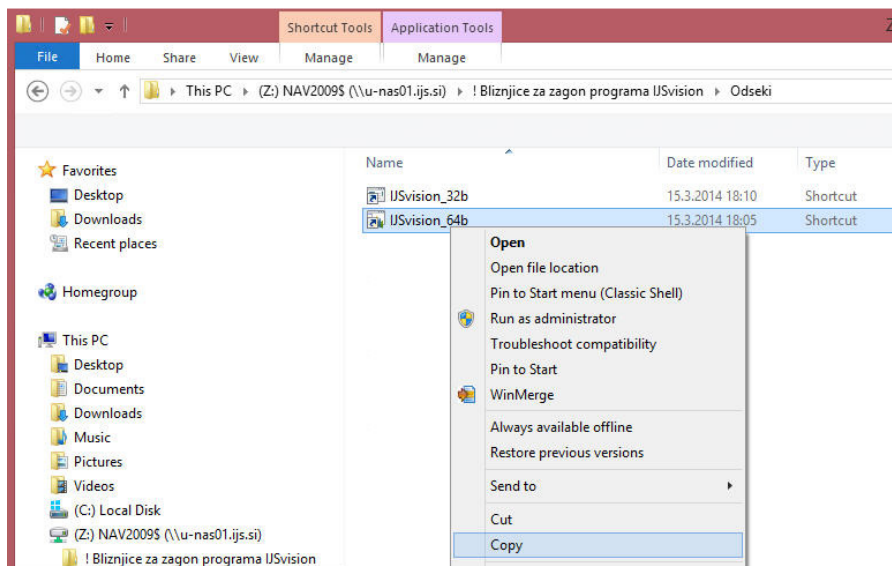 Shortcut Tools Application Tools Z
File Home Share View Manage Manage
This PC (Z:) NAV2009$ (\\u-nas01.ijs.si) ! Bliznjice za zagon programa IJSvision Odseki
Name Date modified Type
Favorites
Desktop IJSvision_32b 15.3.2014 18:10 Shortcut
Downloads IJSvision_64b 15.3.2014 18:05 Shortcut
Recent places Open
Open file location
Homegroup Pin to Start menu (Classic Shell)
Run as administrator
This PC Troubleshoot compatibility
Desktop Pin to Start
Documents WinMerge
Downloads Always available offline
Music Restore previous versions
Pictures
Videos Send to
(C:) Local Disk Cut
(Z:) NAV2009$ (\\u-nas01.ijs.si) Copy
! Bliznjice za zagon programa IJSvision